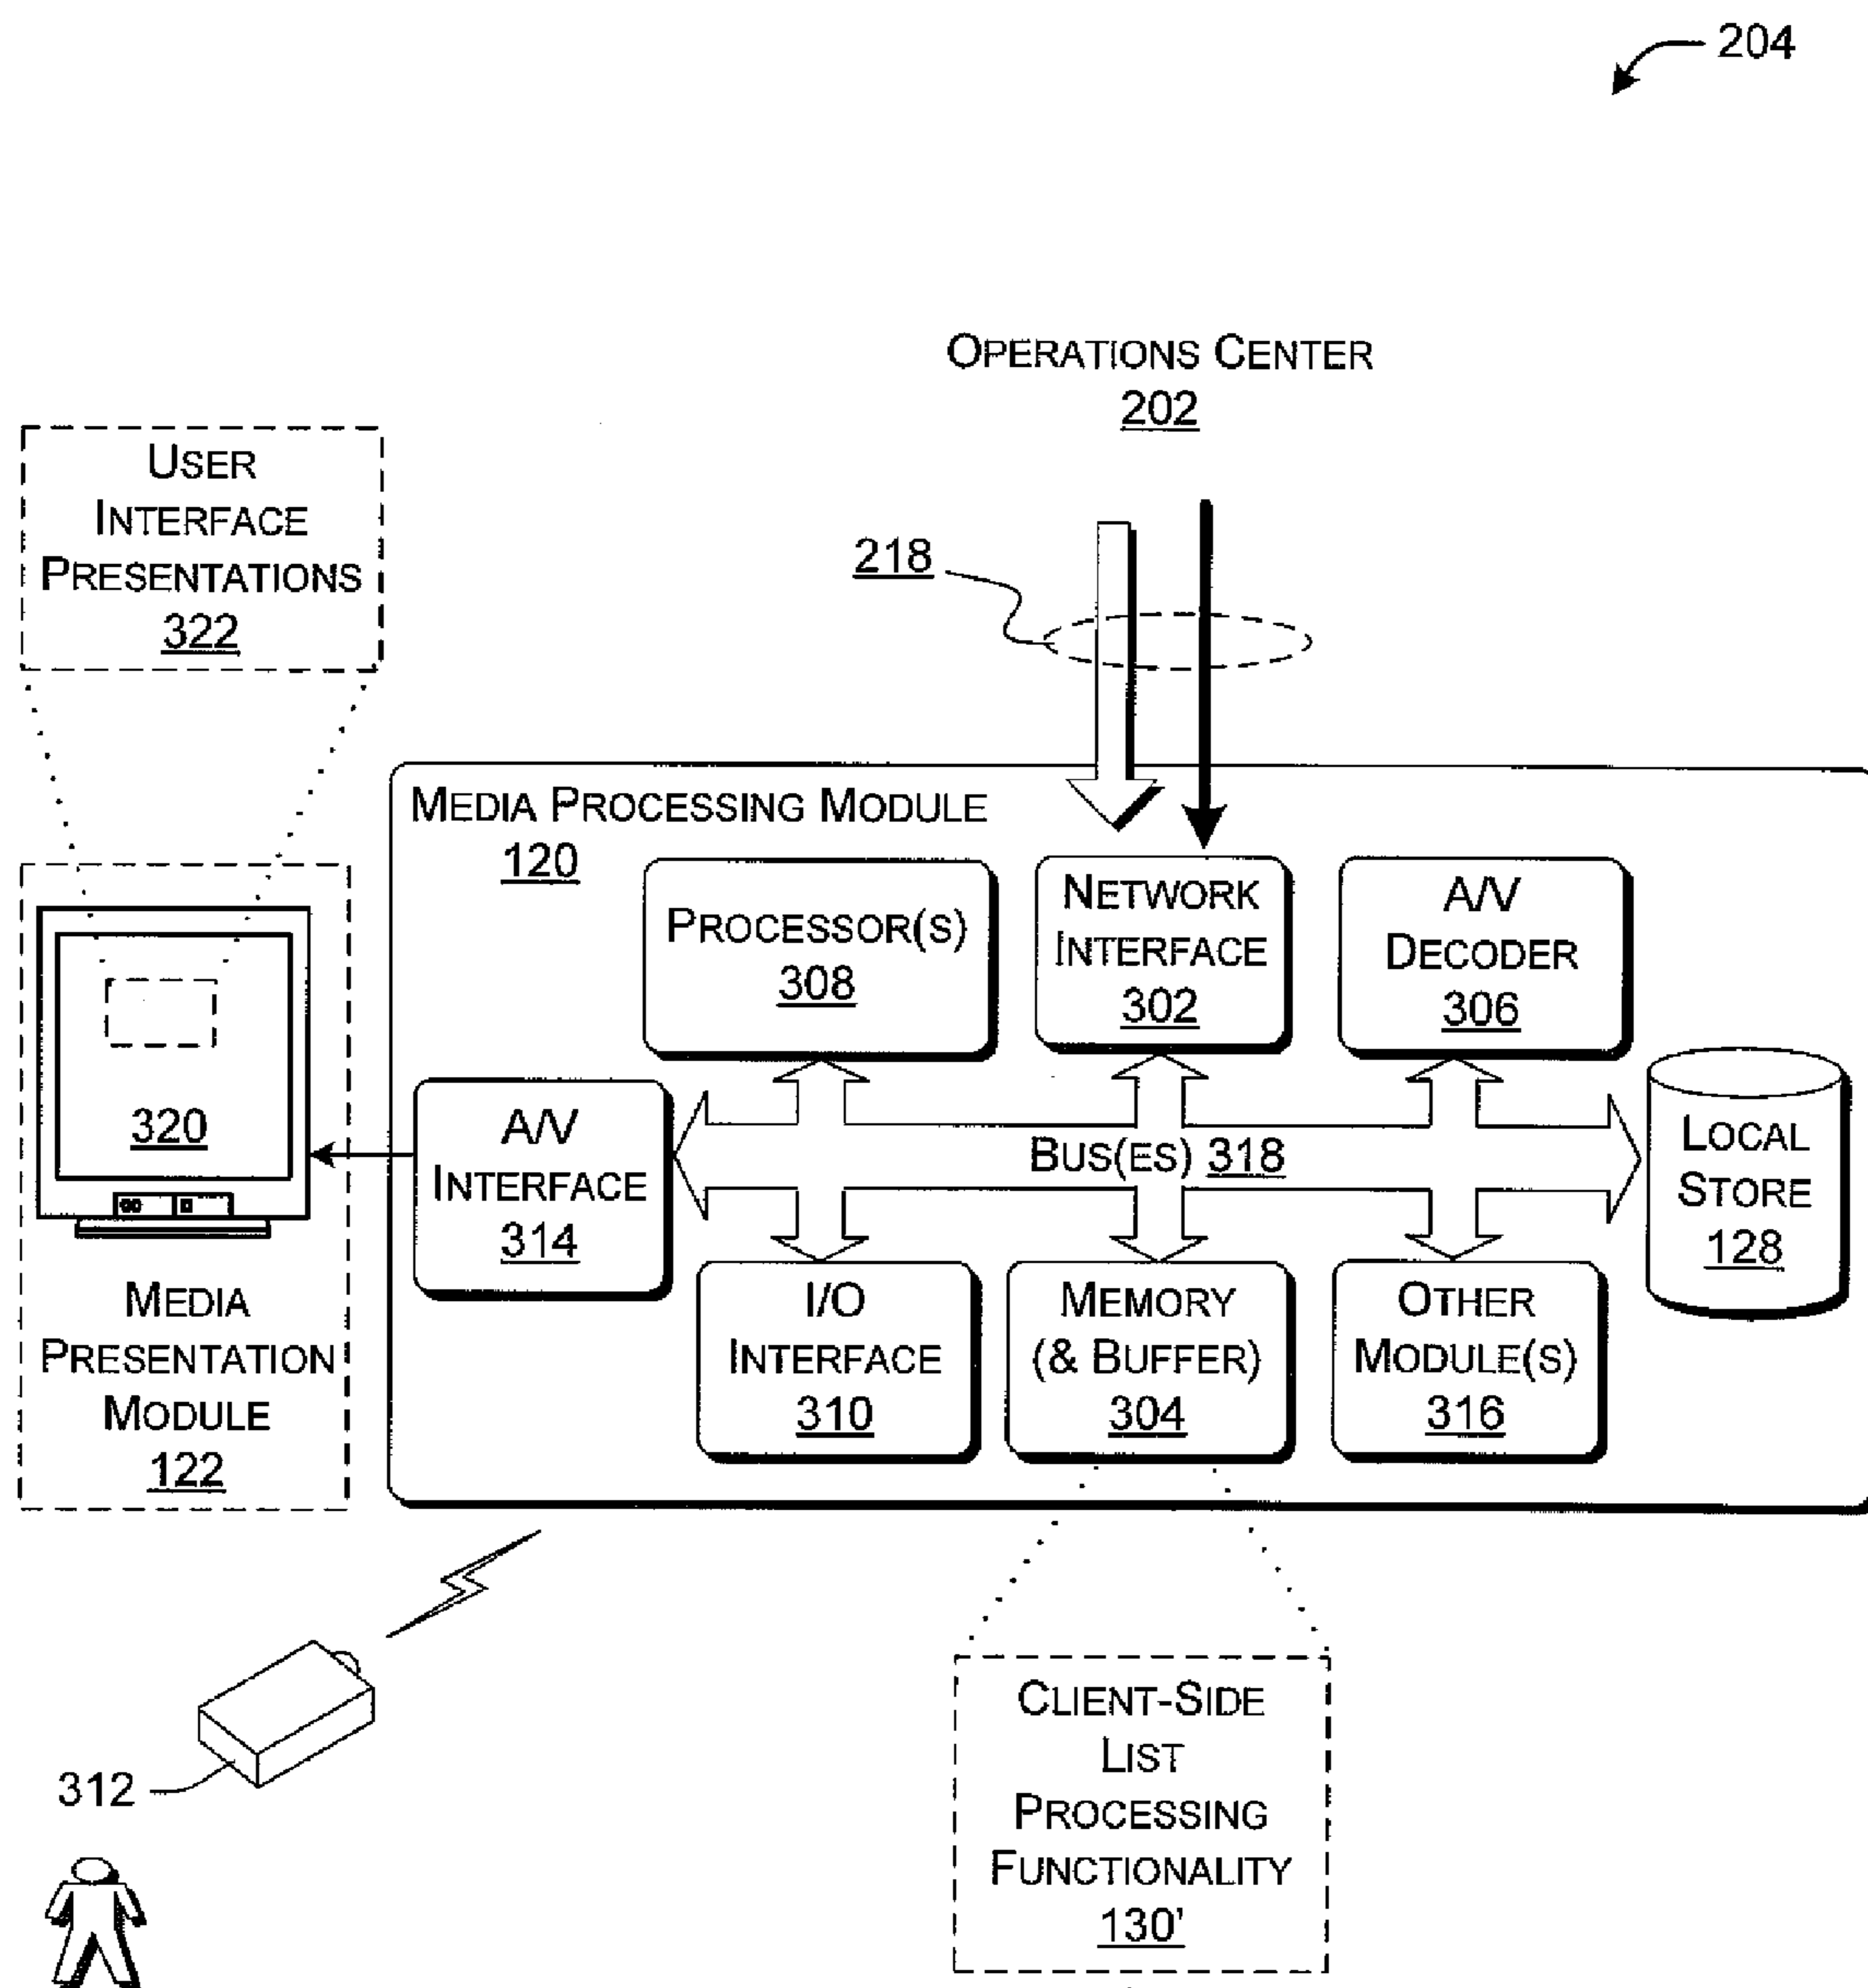 204
OPERATIONS CENTER
202
USER
INTERFACE
PRESENTATIONS
322
218
MEDIA PROCESSING MODULE
120
PROCESSOR(S)
308
NETWORK
INTERFACE
302
A/V
DECODER
306
320
A/V
INTERFACE
314
BUS(ES) 318
LOCAL
STORE
128
MEDIA
PRESENTATION
MODULE
122
I/O
INTERFACE
310
MEMORY
(& BUFFER)
304
OTHER
MODULE(S)
316
312
CLIENT-SIDE
LIST
PROCESSING
FUNCTIONALITY
130'